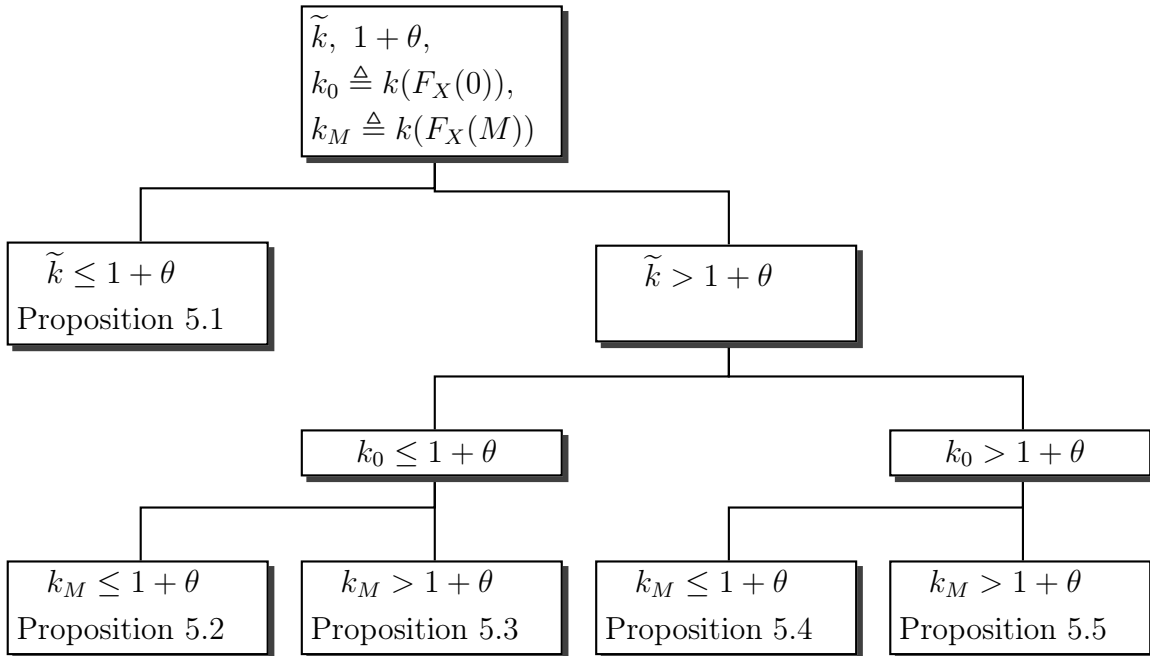 k̃, 1 + θ,
k₀ ≜ k(F_X(0)),
k_M ≜ k(F_X(M))
k̃ ≤ 1 + θ
Proposition 5.1
k̃ > 1 + θ
k₀ ≤ 1 + θ
k₀ > 1 + θ
k_M ≤ 1 + θ
Proposition 5.2
k_M > 1 + θ
Proposition 5.3
k_M ≤ 1 + θ
Proposition 5.4
k_M > 1 + θ
Proposition 5.5